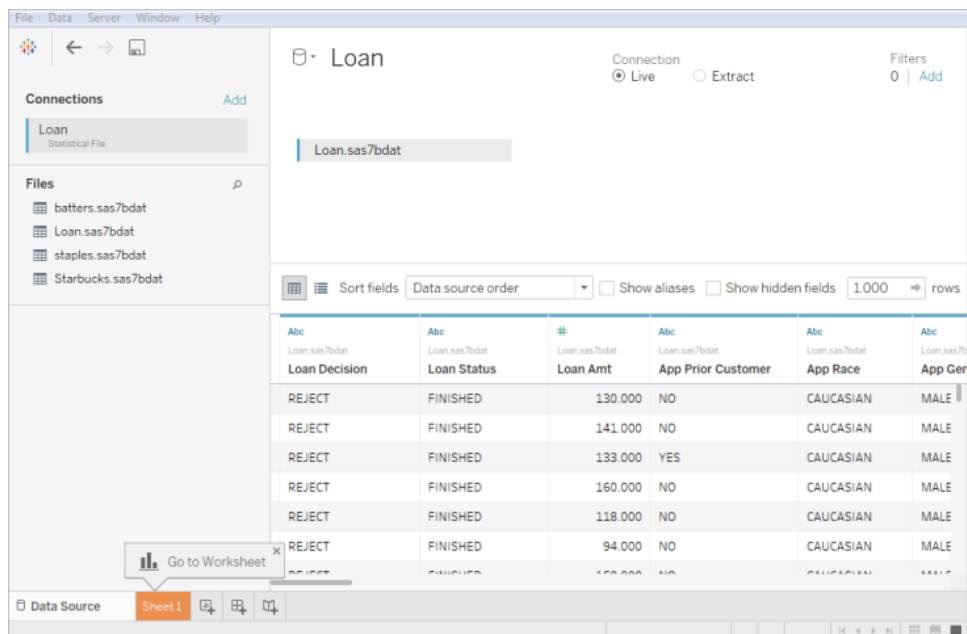 File Data Server Window Help
Connections Add
Loan
Statistical File
Files
batters.sas7bdat
Loan.sas7bdat
staples.sas7bdat
Starbucks.sas7bdat
Loan
Connection
Live Extract
Filters
0 Add
Loan.sas7bdat
Sort fields Data source order Show aliases Show hidden fields 1,000 rows
Abc Abc # Abc Abc Abc
Loan.sas7bdat Loan.sas7bdat Loan.sas7bdat Loan.sas7bdat Loan.sas7bdat Loan.sas7b
Loan Decision Loan Status Loan Amt App Prior Customer App Race App Gen
REJECT FINISHED 130.000 NO CAUCASIAN MALE
REJECT FINISHED 141.000 NO CAUCASIAN MALE
REJECT FINISHED 133.000 YES CAUCASIAN MALE
REJECT FINISHED 160.000 NO CAUCASIAN MALE
REJECT FINISHED 118.000 NO CAUCASIAN MALE
REJECT FINISHED 94.000 NO CAUCASIAN MALE
Go to Worksheet
Data Source Sheet 1